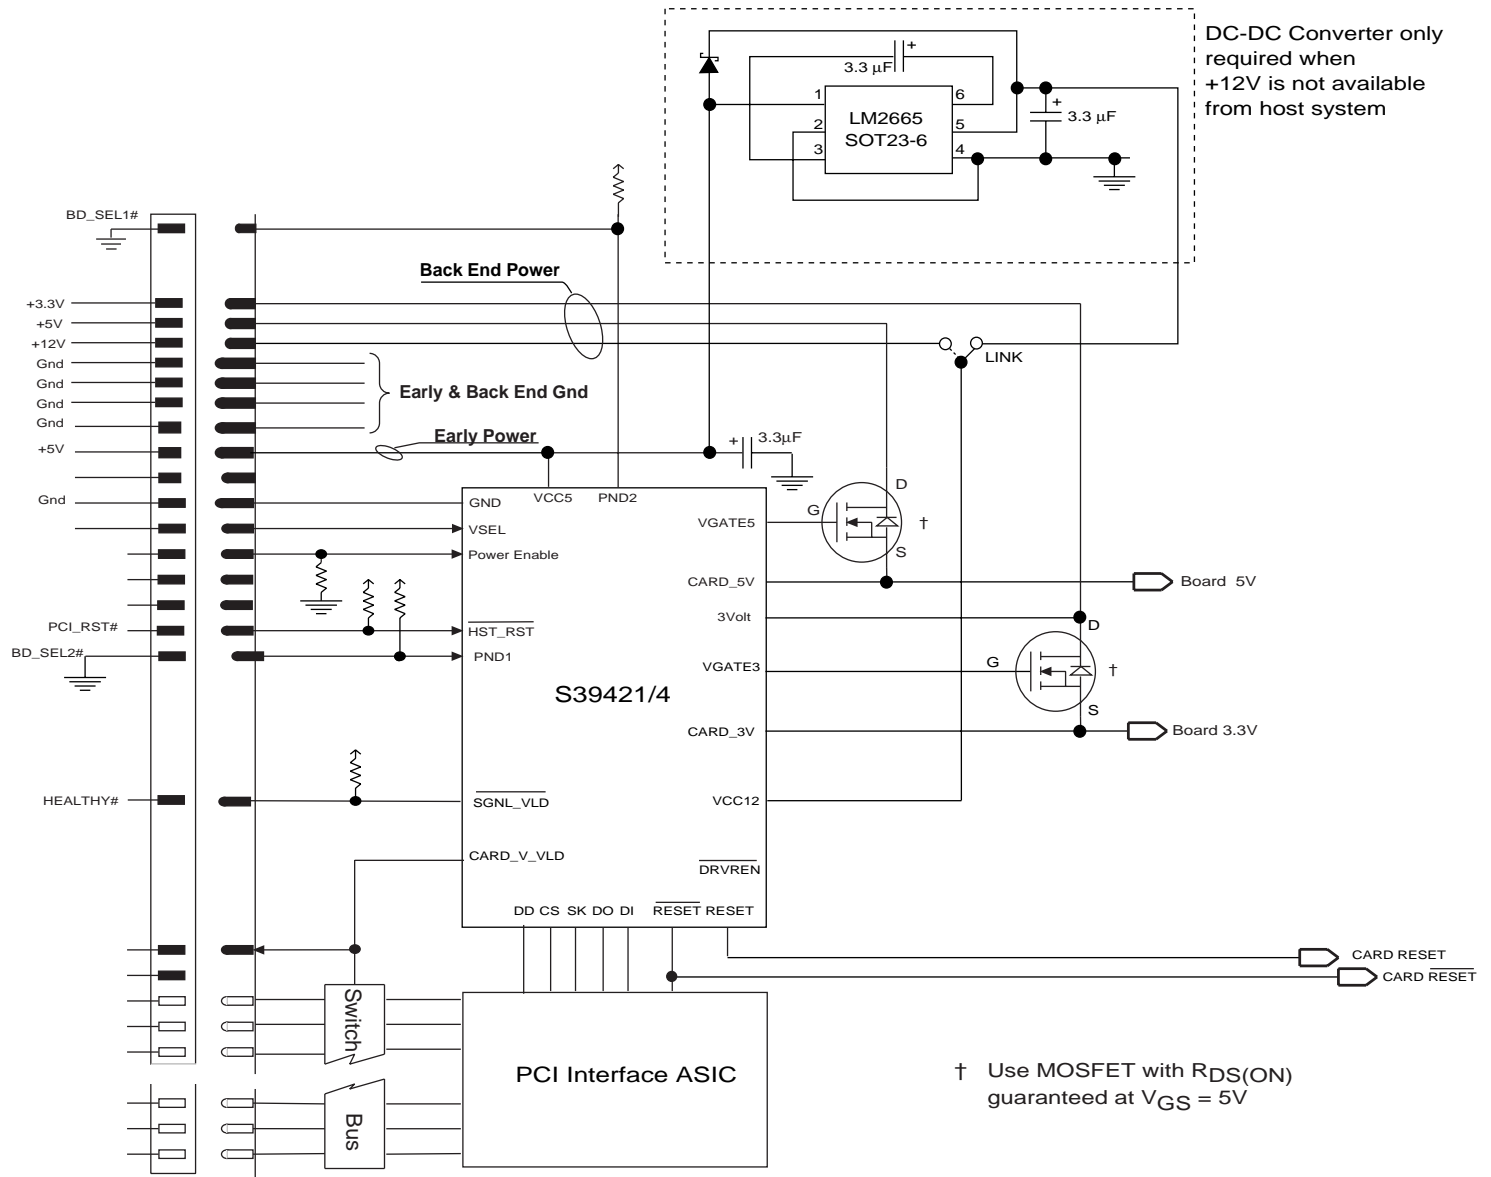 DC-DC Converter only
required when
+12V is not available
from host system
+
3.3 µF
1
2
3
LM2665
SOT23-6
6
5
4
+
3.3 µF
BD_SEL1#
Back End Power
+3.3V
+5V
+12V
Gnd
Gnd
Gnd
Gnd
+5V
Gnd
LINK
Early & Back End Gnd
Early Power
+
3.3µF
GND
VCC5
PND2
VSEL
Power Enable
HST_RST
PND1
PCI_RST#
BD_SEL2#
VGATE5
G
D
S
†
CARD_5V
Board 5V
3Volt
VGATE3
G
D
S
†
CARD_3V
Board 3.3V
S39421/4
HEALTHY#
SGNL_VLD
VCC12
CARD_V_VLD
DRVREN
DD CS SK DO DI RESET RESET
CARD RESET
CARD RESET
Switch
Bus
PCI Interface ASIC
† Use MOSFET with RDS(ON)
guaranteed at VGS = 5V